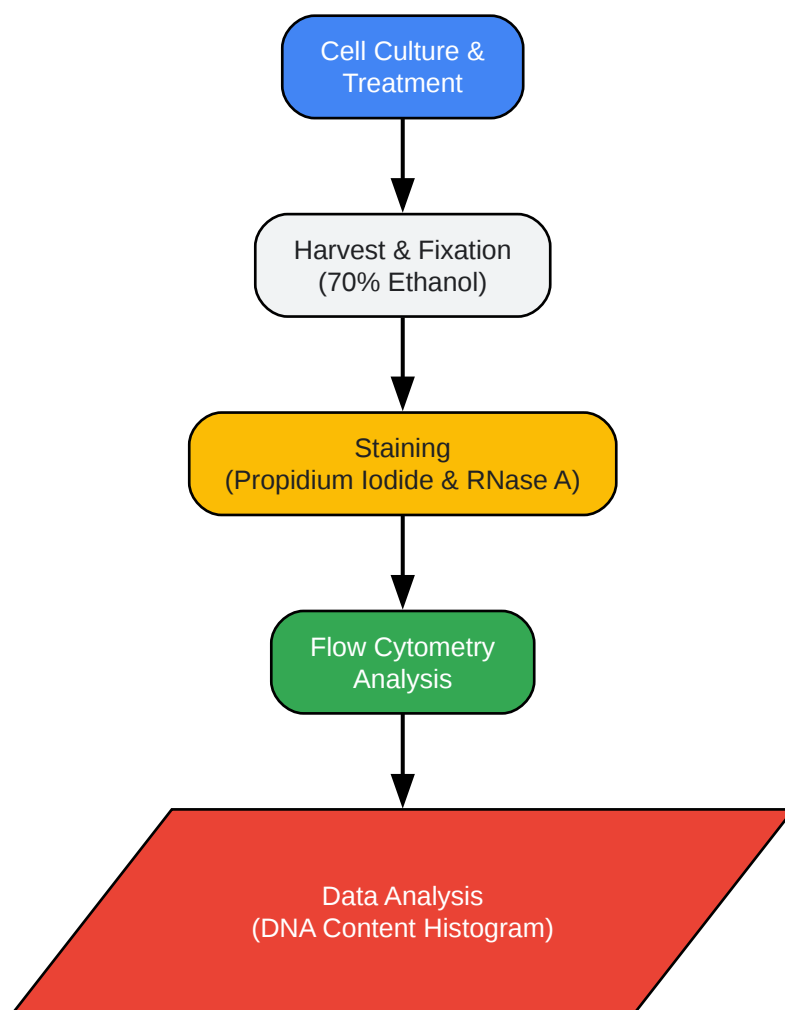 Cell Culture &
Treatment
Harvest & Fixation
(70% Ethanol)
Staining
(Propidium Iodide & RNase A)
Flow Cytometry
Analysis
Data Analysis
(DNA Content Histogram)